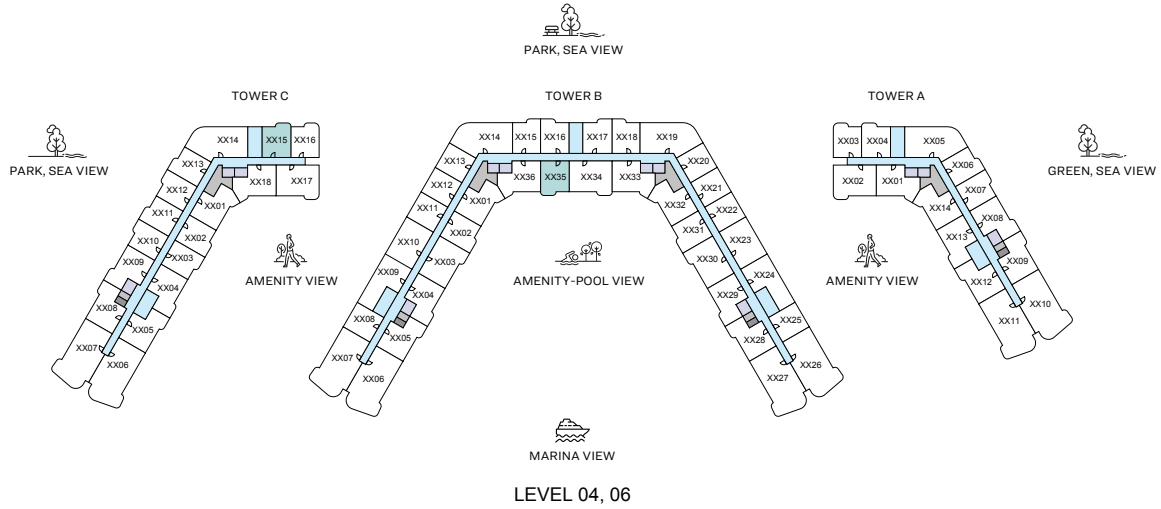 PARK, SEA VIEW
TOWER C
TOWER B
TOWER A
PARK, SEA VIEW
GREEN, SEA VIEW
XX14
XX15
XX16
XX13
XX12
XX11
XX10
XX09
XX08
XX07
XX06
XX05
XX04
XX03
XX02
XX01
XX18
XX17
XX14
XX15
XX16
XX17
XX18
XX19
XX13
XX12
XX11
XX10
XX09
XX08
XX07
XX06
XX05
XX04
XX03
XX02
XX01
XX36
XX35
XX34
XX33
XX32
XX31
XX30
XX29
XX28
XX27
XX26
XX25
XX24
XX23
XX22
XX21
XX20
XX03
XX04
XX05
XX02
XX01
XX06
XX07
XX08
XX09
XX10
XX11
XX12
XX13
XX14
AMENITY VIEW
AMENITY-POOL VIEW
AMENITY VIEW
MARINA VIEW
LEVEL 04, 06